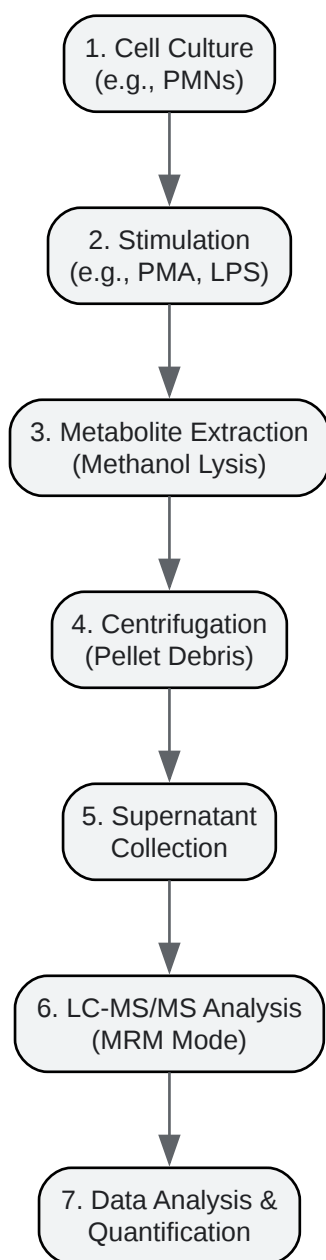 1. Cell Culture
(e.g., PMNs)
2. Stimulation
(e.g., PMA, LPS)
3. Metabolite Extraction
(Methanol Lysis)
4. Centrifugation
(Pellet Debris)
5. Supernatant
Collection
6. LC-MS/MS Analysis
(MRM Mode)
7. Data Analysis &
Quantification